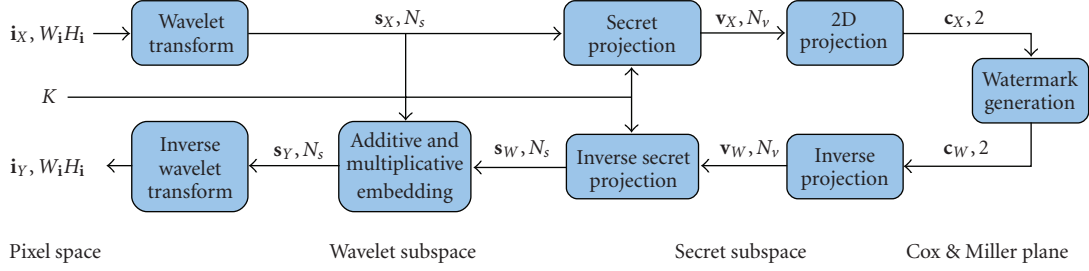 i_X, W_i H_i
Wavelet
transform
s_X, N_s
Secret
projection
v_X, N_v
2D
projection
c_X, 2
Watermark
generation
K
i_Y, W_i H_i
Inverse
wavelet
transform
s_Y, N_s
Additive and
multiplicative
embedding
s_W, N_s
Inverse secret
projection
v_W, N_v
Inverse
projection
c_W, 2
Pixel space
Wavelet subspace
Secret subspace
Cox & Miller plane